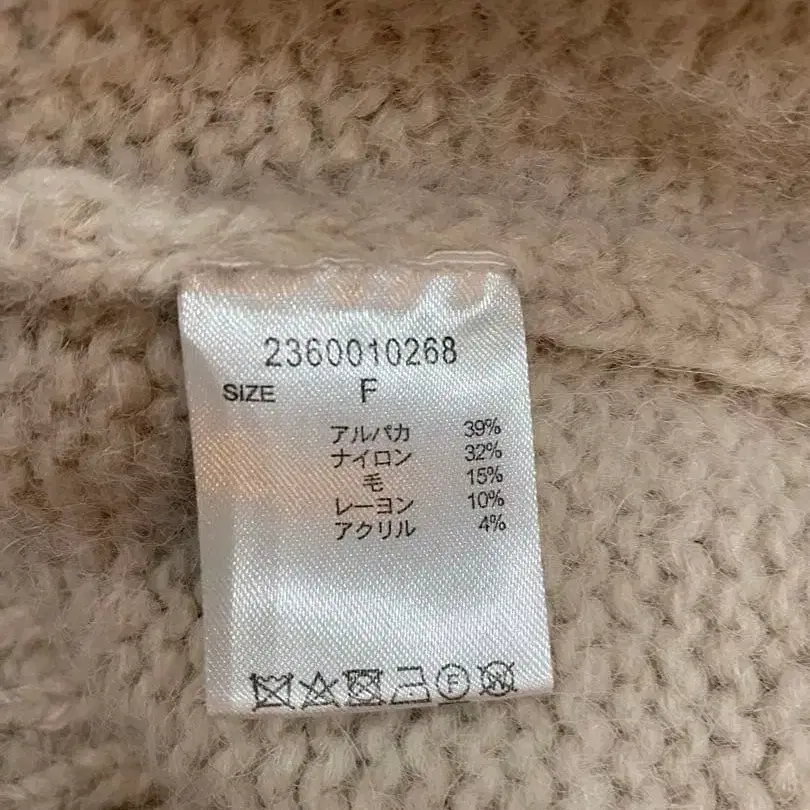 2360010268
SIZE F
アルパカ 39%
ナイロン 32%
毛 15%
レーヨン 10%
アクリル 4%
F